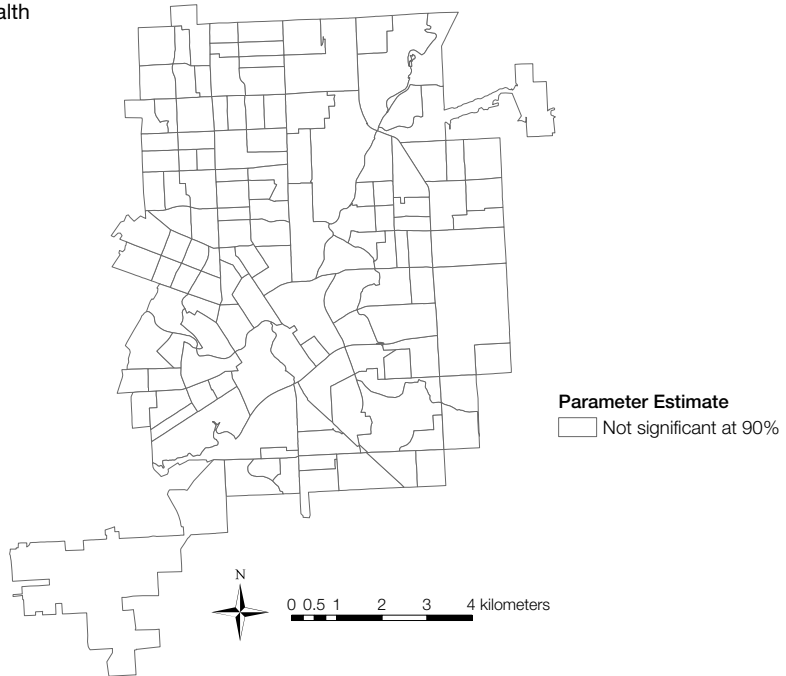 alth
Parameter Estimate
Not significant at 90%
N
0 0.5 1 2 3 4 kilometers